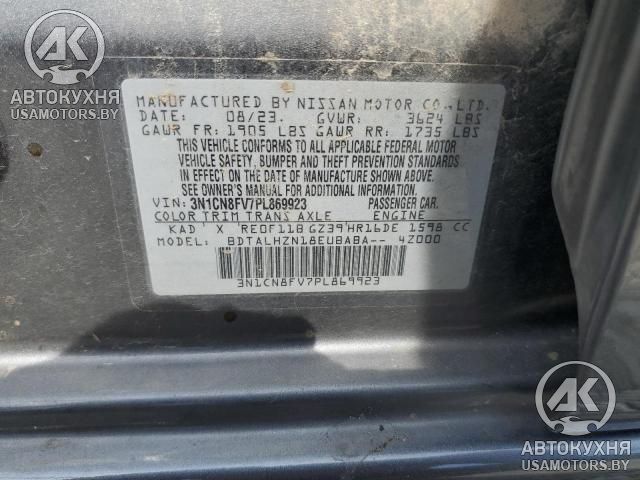 AK
АВТОКУХНЯ
USAMOTORS.BY
MANUFACTURED BY NISSAN MOTOR CO.,LTD.
DATE: 08/23. GVWR: 3624 LBS
GAWR FR: 1905 LBS GAWR RR: 1735 LBS
THIS VEHICLE CONFORMS TO ALL APPLICABLE FEDERAL MOTOR
VEHICLE SAFETY, BUMPER AND THEFT PREVENTION STANDARDS
IN EFFECT ON THE DATE OF MANUFACTURE SHOWN ABOVE.
SEE OWNER'S MANUAL FOR ADDITIONAL INFORMATION.
VIN: 3N1CN8FV7PL869923 PASSENGER CAR.
COLOR TRIM TRANS AXLE ENGINE
KAD X RE0F11B GZ39 HR16DE 1598 CC
MODEL: BDTALHZN18EUBABA-- 4Z000
3N1CN8FV7PL869923
AK
АВТОКУХНЯ
USAMOTORS.BY